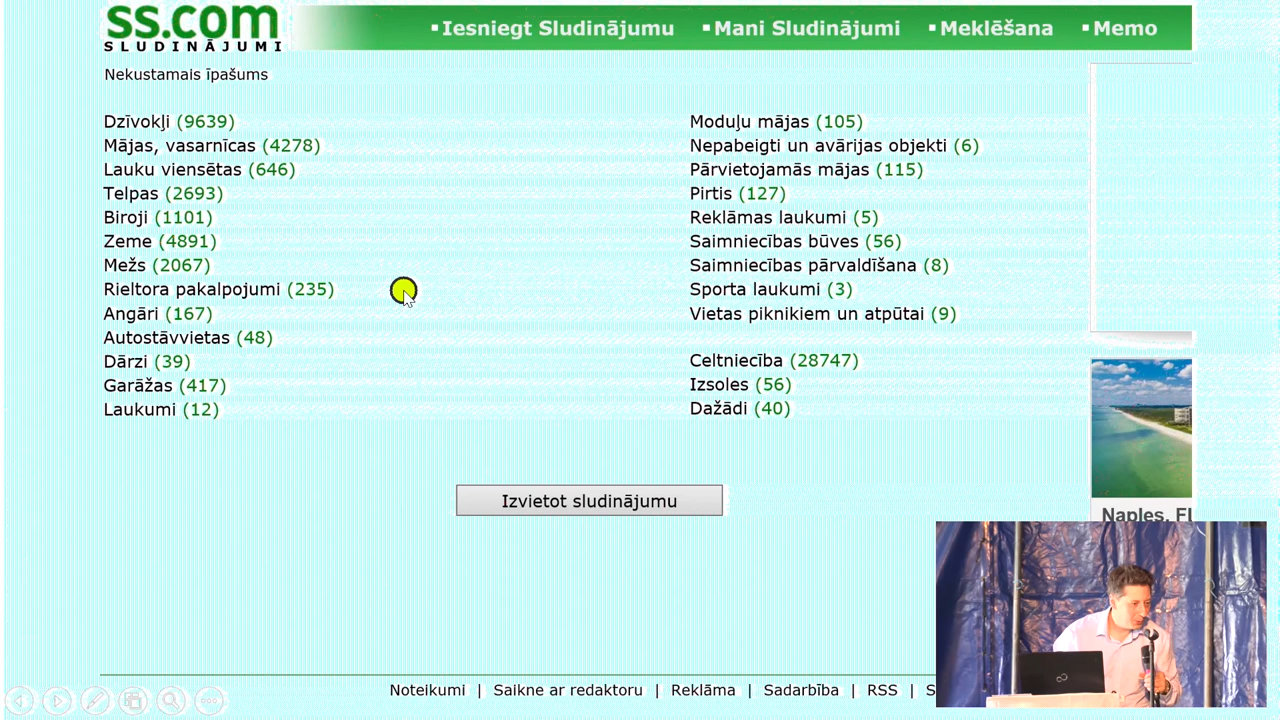 ss.com
SLUDINĀJUMI
Iesniegt Sludinājumu
Mani Sludinājumi
Meklēšana
Memo
Nekustamais īpašums
Dzīvokļi (9639)
Mājas, vasarnīcas (4278)
Lauku viensētas (646)
Telpas (2693)
Biroji (1101)
Zeme (4891)
Mežs (2067)
Rieltora pakalpojumi (235)
Angāri (167)
Autostāvvietas (48)
Dārzi (39)
Garāžas (417)
Laukumi (12)
Moduļu mājas (105)
Nepabeigti un avārijas objekti (6)
Pārvietojamās mājas (115)
Pirtis (127)
Reklāmas laukumi (5)
Saimniecības būves (56)
Saimniecības pārvaldīšana (8)
Sporta laukumi (3)
Vietas piknikiem un atpūtai (9)
Celtniecība (28747)
Izsoles (56)
Dažādi (40)
Izvietot sludinājumu
Naples, FL
Noteikumi | Saikne ar redaktoru | Reklāma | Sadarbība | RSS | S